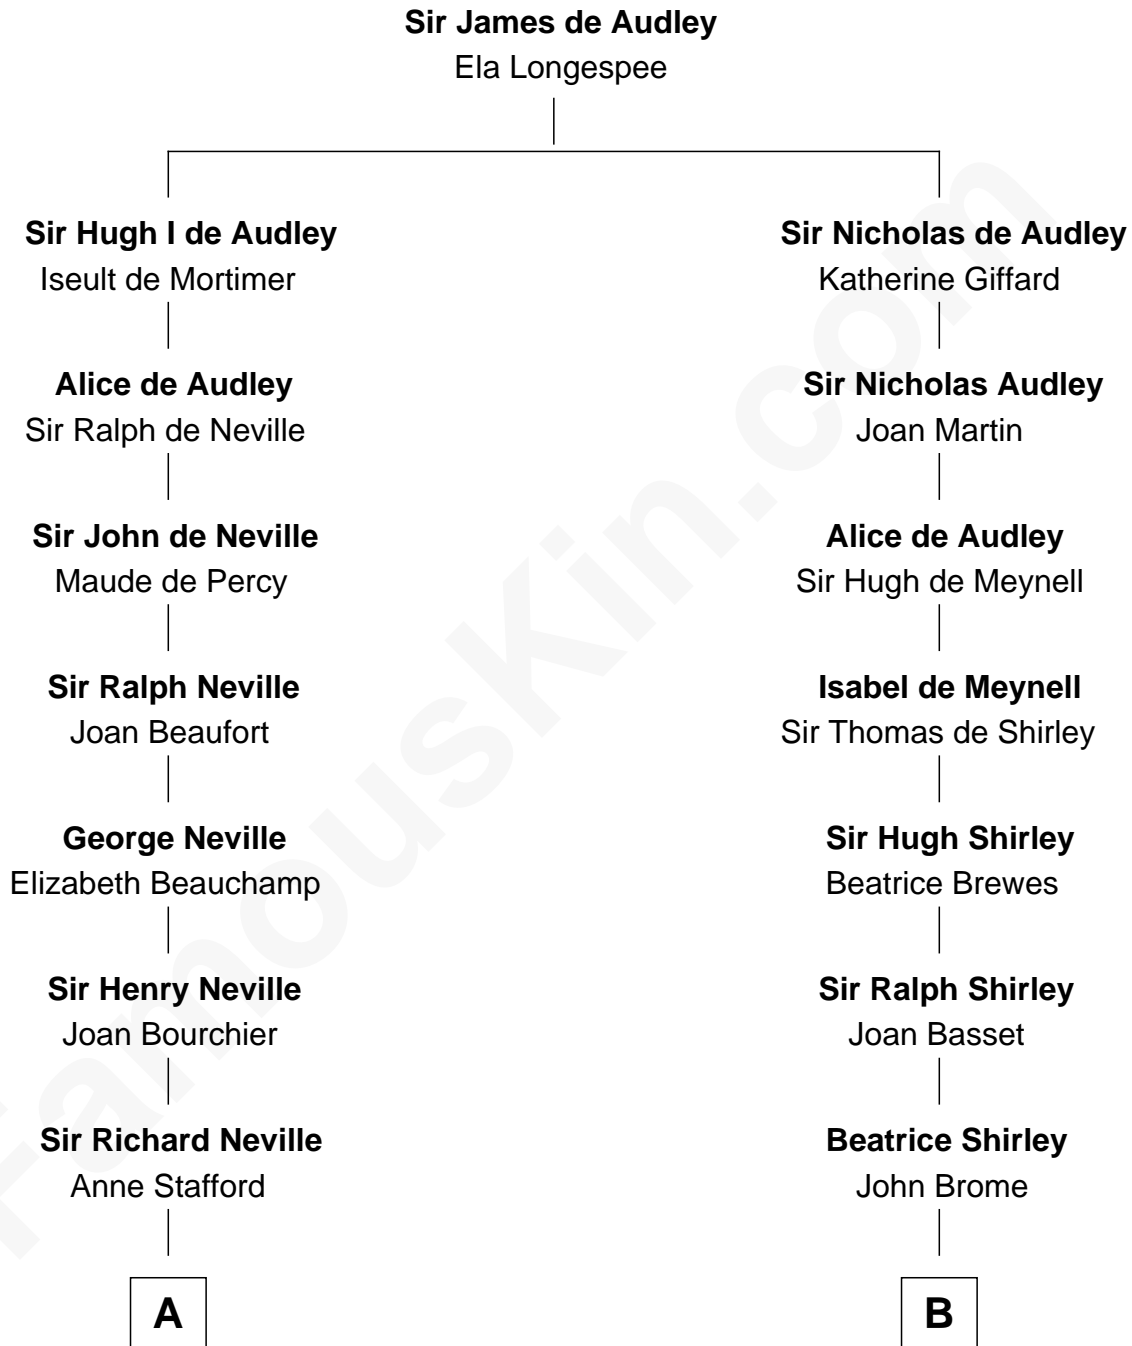 Sir James de Audley
Ela Longespee
Sir Hugh I de Audley
Iseult de Mortimer
Alice de Audley
Sir Ralph de Neville
Sir John de Neville
Maude de Percy
Sir Ralph Neville
Joan Beaufort
George Neville
Elizabeth Beauchamp
Sir Henry Neville
Joan Bourchier
Sir Richard Neville
Anne Stafford
A
Sir Nicholas de Audley
Katherine Giffard
Sir Nicholas Audley
Joan Martin
Alice de Audley
Sir Hugh de Meynell
Isabel de Meynell
Sir Thomas de Shirley
Sir Hugh Shirley
Beatrice Brewes
Sir Ralph Shirley
Joan Basset
Beatrice Shirley
John Brome
B
FamousKin.com